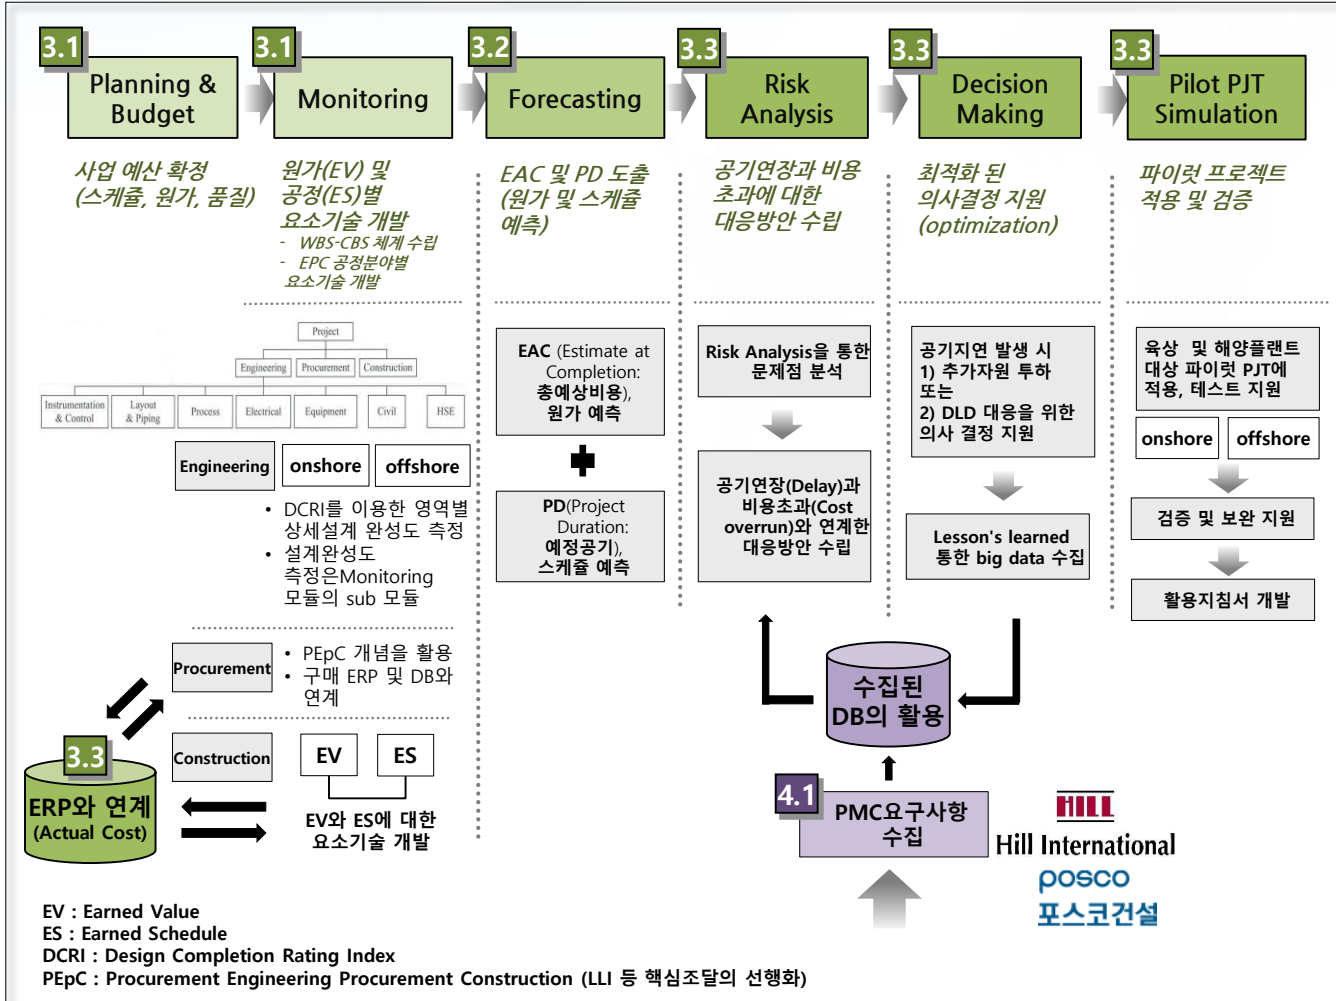 3.1
Planning &
Budget
3.1
Monitoring
3.2
Forecasting
3.3
Risk
Analysis
3.3
Decision
Making
3.3
Pilot PJT
Simulation
사업 예산 확정
(스케쥴, 원가, 품질)
원가(EV) 및
공정(ES)별
요소기술 개발
- WBS-CBS 체계 수립
- EPC 공정분야별
요소기술 개발
EAC 및 PD 도출
(원가 및 스케쥴
예측)
공기연장과 비용
초과에 대한
대응방안 수립
최적화 된
의사결정 지원
(optimization)
파이럿 프로젝트
적용 및 검증
Project
Engineering
Procurement
Construction
Instrumentation
& Control
Layout
& Piping
Process
Electrical
Equipment
Civil
HSE
Engineering
onshore
offshore
• DCRI를 이용한 영역별
상세설계 완성도 측정
• 설계완성도
측정은Monitoring
모듈의 sub 모듈
Procurement
• PEpC 개념을 활용
• 구매 ERP 및 DB와
연계
Construction
EV
ES
EV와 ES에 대한
요소기술 개발
3.3
ERP와 연계
(Actual Cost)
EAC (Estimate at
Completion:
총예상비용),
원가 예측
PD(Project
Duration:
예정공기),
스케쥴 예측
Risk Analysis을 통한
문제점 분석
공기연장(Delay)과
비용초과(Cost
overrun)와 연계한
대응방안 수립
공기지연 발생 시
1) 추가자원 투하
또는
2) DLD 대응을 위한
의사 결정 지원
Lesson's learned
통한 big data 수집
육상 및 해양플랜트
대상 파이럿 PJT에
적용, 테스트 지원
onshore
offshore
검증 및 보완 지원
활용지침서 개발
수집된
DB의 활용
4.1
PMC요구사항
수집
HILL
Hill International
posco
포스코건설
EV : Earned Value
ES : Earned Schedule
DCRI : Design Completion Rating Index
PEpC : Procurement Engineering Procurement Construction (LLI 등 핵심조달의 선행화)